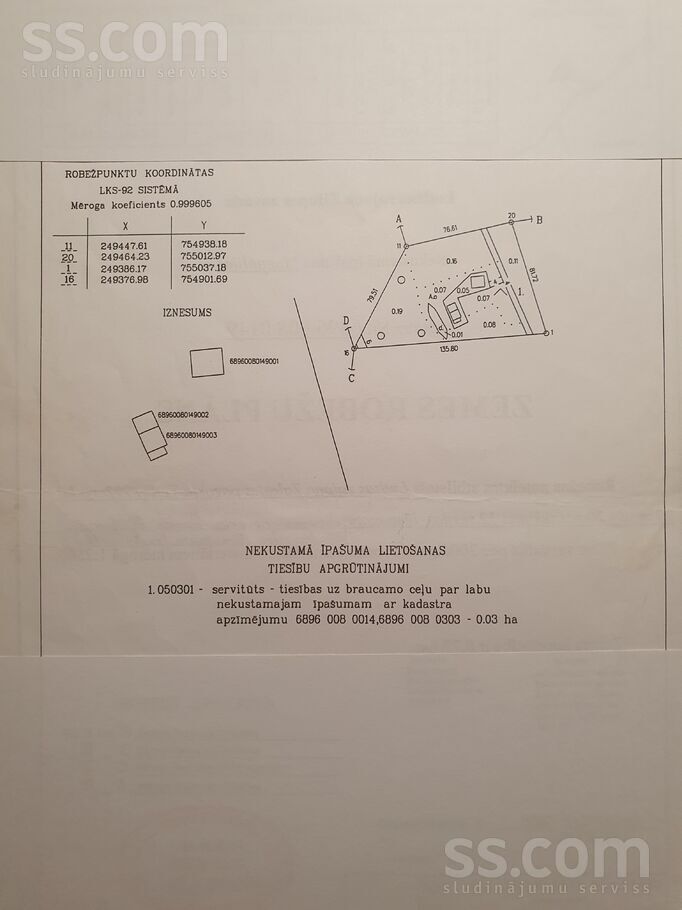 ss.com
sludinājumu serviss
ROBEŽPUNKTU KOORDINĀTAS
LKS-92 SISTĒMĀ
Mēroga koeficients 0.999605
X Y
11 249447.61 754938.18
20 249464.23 755012.97
1 249386.17 755037.18
16 249376.98 754901.69
IZNESUMS
68960080149001
68960080149002
68960080149003
A
20
B
76.61
11
0.16
0.11
81.72
79.51
0.07
0.05
A.c
0.07
1.
0.19
0.08
D
0.01
1
16
135.80
C
NEKUSTAMĀ ĪPAŠUMA LIETOŠANAS
TIESĪBU APGRŪTINĀJUMI
1. 050301 - servitūts - tiesības uz braucamo ceļu par labu
nekustamajam īpašumam ar kadastra
apzīmējumu 6896 008 0014,6896 008 0303 - 0.03 ha
ZEMES ROBEŽU PLĀNS
ss.com
sludinājumu serviss